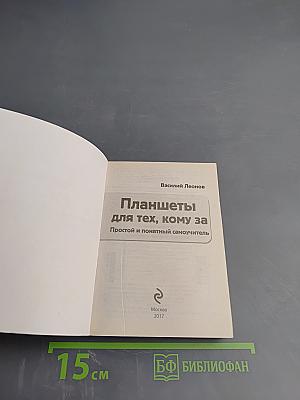 Василий Леонов
Планшеты
для тех, кому за
Простой и понятный самоучитель
Москва
2017
15 см
БФ БИБЛИОФАН